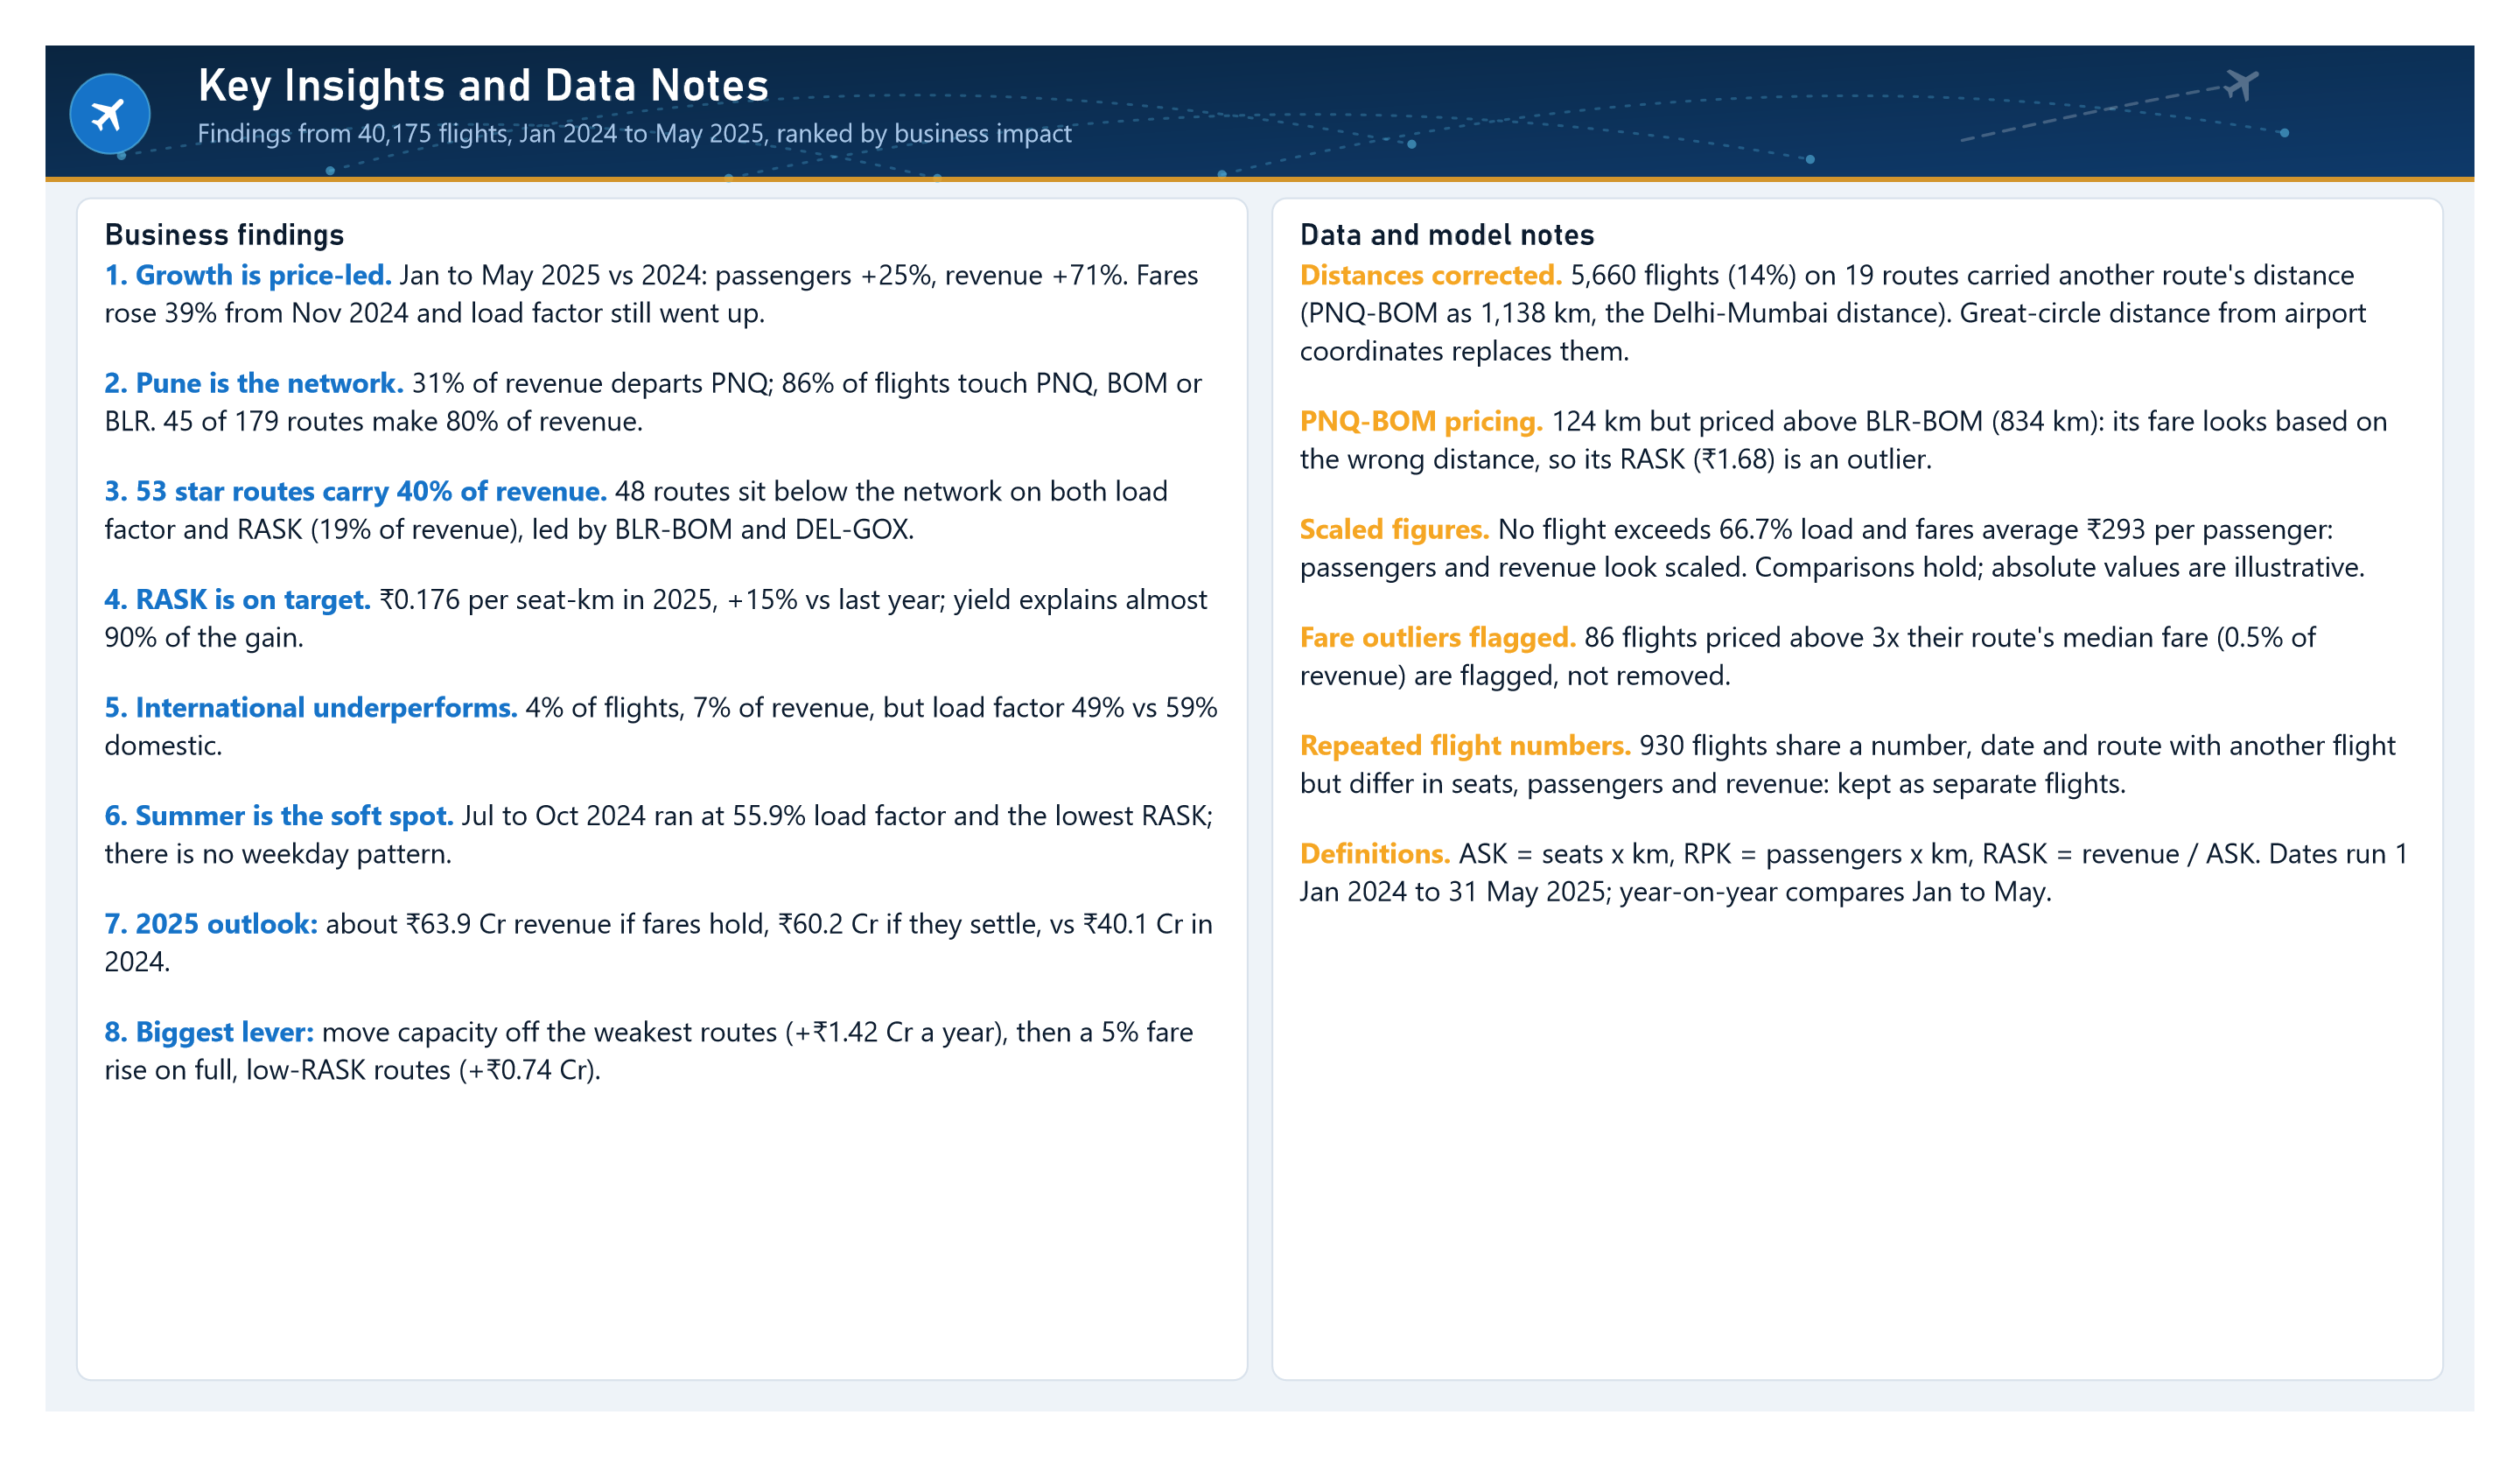 Key Insights and Data Notes
Findings from 40,175 flights, Jan 2024 to May 2025, ranked by business impact
Business findings
1. Growth is price-led. Jan to May 2025 vs 2024: passengers +25%, revenue +71%. Fares
rose 39% from Nov 2024 and load factor still went up.
2. Pune is the network. 31% of revenue departs PNQ; 86% of flights touch PNQ, BOM or
BLR. 45 of 179 routes make 80% of revenue.
3. 53 star routes carry 40% of revenue. 48 routes sit below the network on both load
factor and RASK (19% of revenue), led by BLR-BOM and DEL-GOX.
4. RASK is on target. ₹0.176 per seat-km in 2025, +15% vs last year; yield explains almost
90% of the gain.
5. International underperforms. 4% of flights, 7% of revenue, but load factor 49% vs 59%
domestic.
6. Summer is the soft spot. Jul to Oct 2024 ran at 55.9% load factor and the lowest RASK;
there is no weekday pattern.
7. 2025 outlook: about ₹63.9 Cr revenue if fares hold, ₹60.2 Cr if they settle, vs ₹40.1 Cr in
2024.
8. Biggest lever: move capacity off the weakest routes (+₹1.42 Cr a year), then a 5% fare
rise on full, low-RASK routes (+₹0.74 Cr).
Data and model notes
Distances corrected. 5,660 flights (14%) on 19 routes carried another route's distance
(PNQ-BOM as 1,138 km, the Delhi-Mumbai distance). Great-circle distance from airport
coordinates replaces them.
PNQ-BOM pricing. 124 km but priced above BLR-BOM (834 km): its fare looks based on
the wrong distance, so its RASK (₹1.68) is an outlier.
Scaled figures. No flight exceeds 66.7% load and fares average ₹293 per passenger:
passengers and revenue look scaled. Comparisons hold; absolute values are illustrative.
Fare outliers flagged. 86 flights priced above 3x their route's median fare (0.5% of
revenue) are flagged, not removed.
Repeated flight numbers. 930 flights share a number, date and route with another flight
but differ in seats, passengers and revenue: kept as separate flights.
Definitions. ASK = seats x km, RPK = passengers x km, RASK = revenue / ASK. Dates run 1
Jan 2024 to 31 May 2025; year-on-year compares Jan to May.